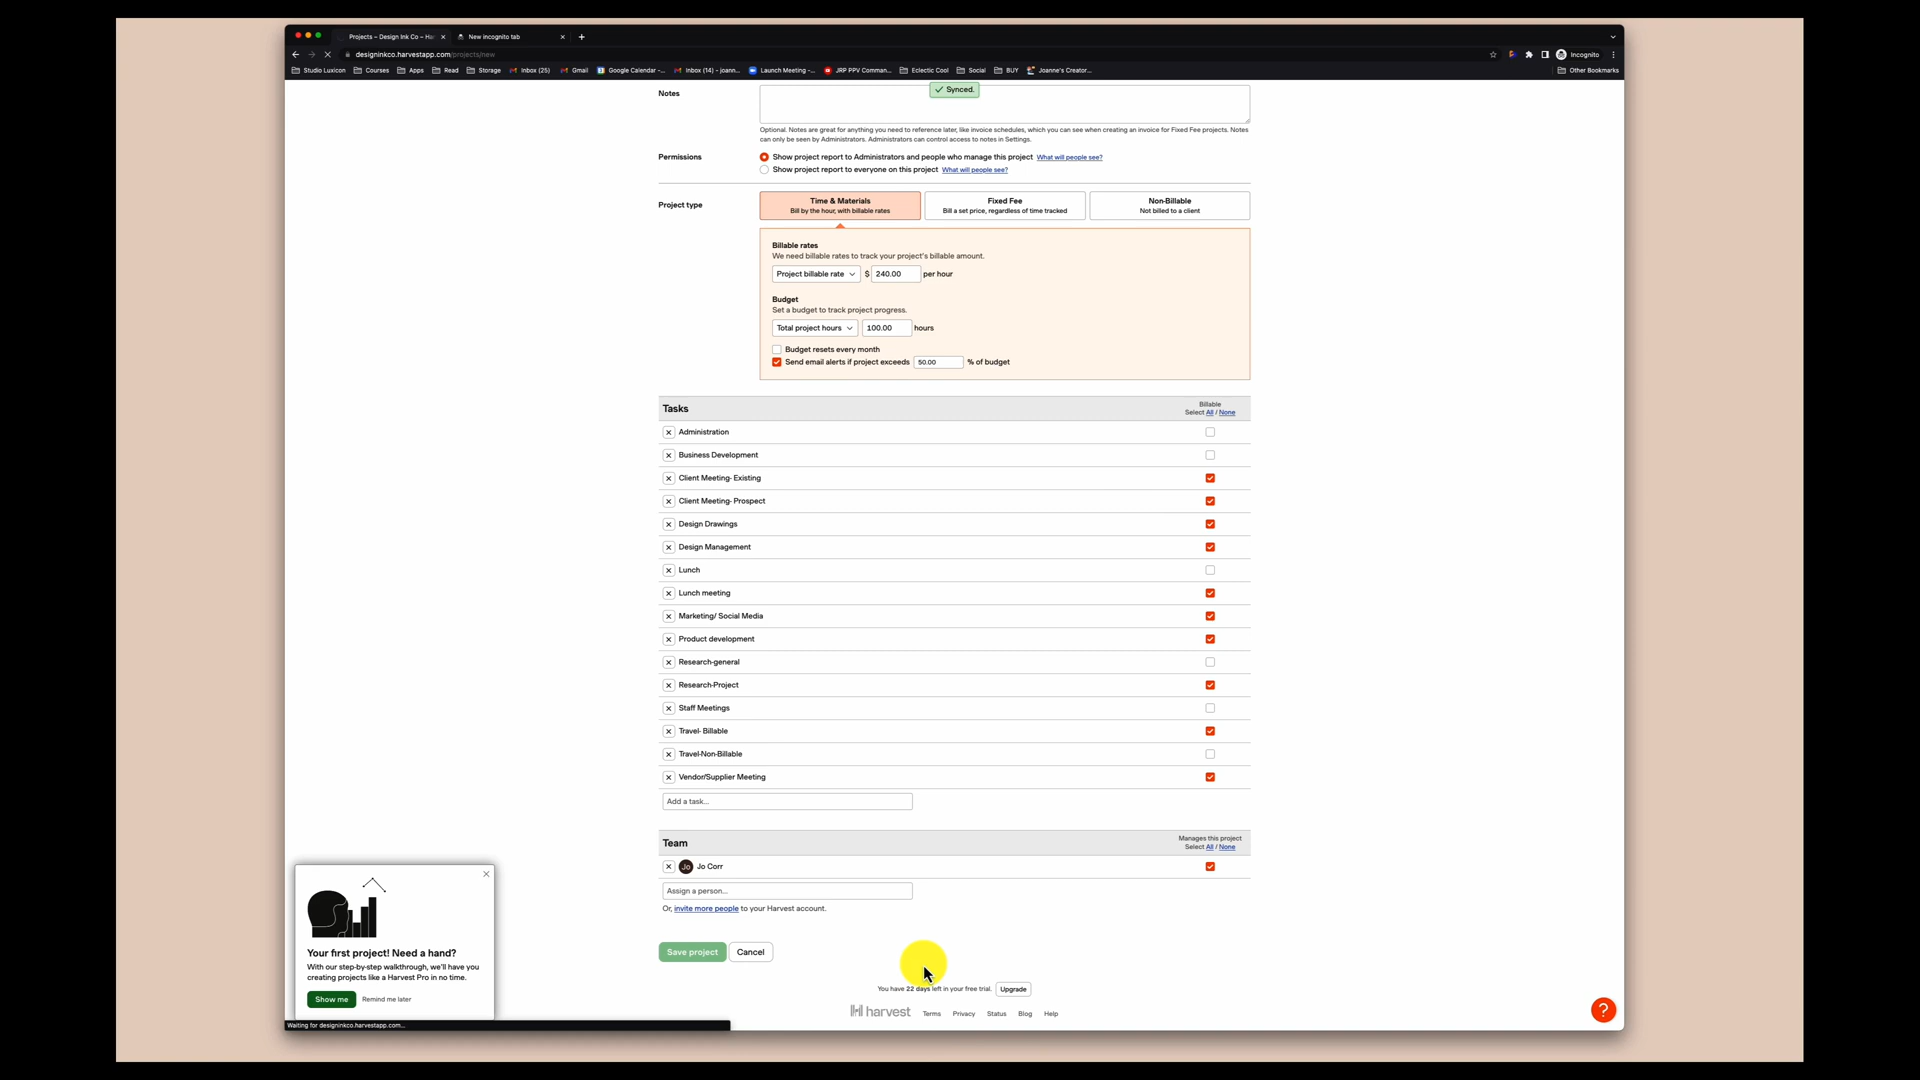 Projects – Design Ink Co – Har
New incognito tab
designinkco.harvestapp.com/projects/new
Incognito
Studio Luxicon
Courses
Apps
Read
Storage
Inbox (25)
Gmail
Google Calendar -...
Inbox (14) - joann...
Launch Meeting -...
JRP PPV Comman...
Eclectic Cool
Social
BUY
Joanne's Creator...
Other Bookmarks
Synced.
Notes
Optional. Notes are great for anything you need to reference later, like invoice schedules, which you can see when creating an invoice for Fixed Fee projects. Notes
can only be seen by Administrators. Administrators can control access to notes in Settings.
Permissions
Show project report to Administrators and people who manage this project What will people see?
Show project report to everyone on this project What will people see?
Project type
Time & Materials
Bill by the hour, with billable rates
Fixed Fee
Bill a set price, regardless of time tracked
Non-Billable
Not billed to a client
Billable rates
We need billable rates to track your project's billable amount.
Project billable rate $ 240.00 per hour
Budget
Set a budget to track project progress.
Total project hours 100.00 hours
Budget resets every month
Send email alerts if project exceeds 50.00 % of budget
Tasks
Billable
Select All / None
Administration
Business Development
Client Meeting- Existing
Client Meeting- Prospect
Design Drawings
Design Management
Lunch
Lunch meeting
Marketing/ Social Media
Product development
Research-general
Research-Project
Staff Meetings
Travel- Billable
Travel-Non-Billable
Vendor/Supplier Meeting
Add a task...
Team
Manages this project
Select All / None
Jo Jo Corr
Assign a person...
Or, invite more people to your Harvest account.
Save project
Cancel
Your first project! Need a hand?
With our step-by-step walkthrough, we'll have you
creating projects like a Harvest Pro in no time.
Show me
Remind me later
You have 22 days left in your free trial. Upgrade
harvest
Terms
Privacy
Status
Blog
Help
?
Waiting for designinkco.harvestapp.com...